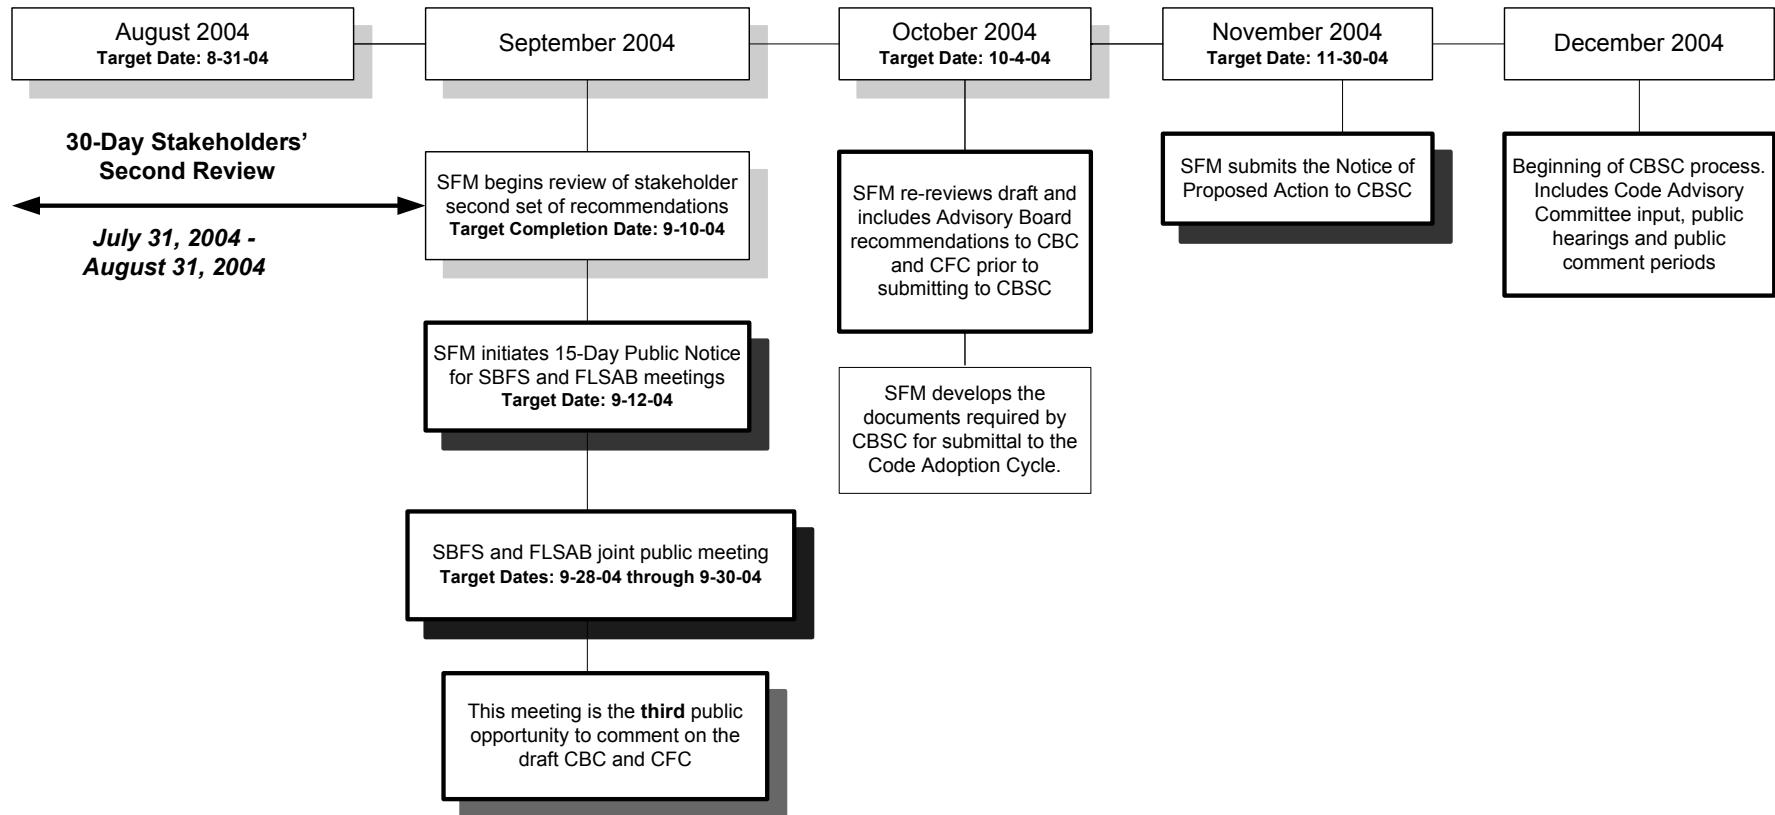 August 2004
Target Date: 8-31-04
September 2004
October 2004
Target Date: 10-4-04
November 2004
Target Date: 11-30-04
December 2004
30-Day Stakeholders’
Second Review
July 31, 2004 -
August 31, 2004
SFM begins review of stakeholder
second set of recommendations
Target Completion Date: 9-10-04
SFM initiates 15-Day Public Notice
for SBFS and FLSAB meetings
Target Date: 9-12-04
SBFS and FLSAB joint public meeting
Target Dates: 9-28-04 through 9-30-04
This meeting is the third public
opportunity to comment on the
draft CBC and CFC
SFM re-reviews draft and
includes Advisory Board
recommendations to CBC
and CFC prior to
submitting to CBSC
SFM develops the
documents required by
CBSC for submittal to the
Code Adoption Cycle.
SFM submits the Notice of
Proposed Action to CBSC
Beginning of CBSC process.
Includes Code Advisory
Committee input, public
hearings and public
comment periods